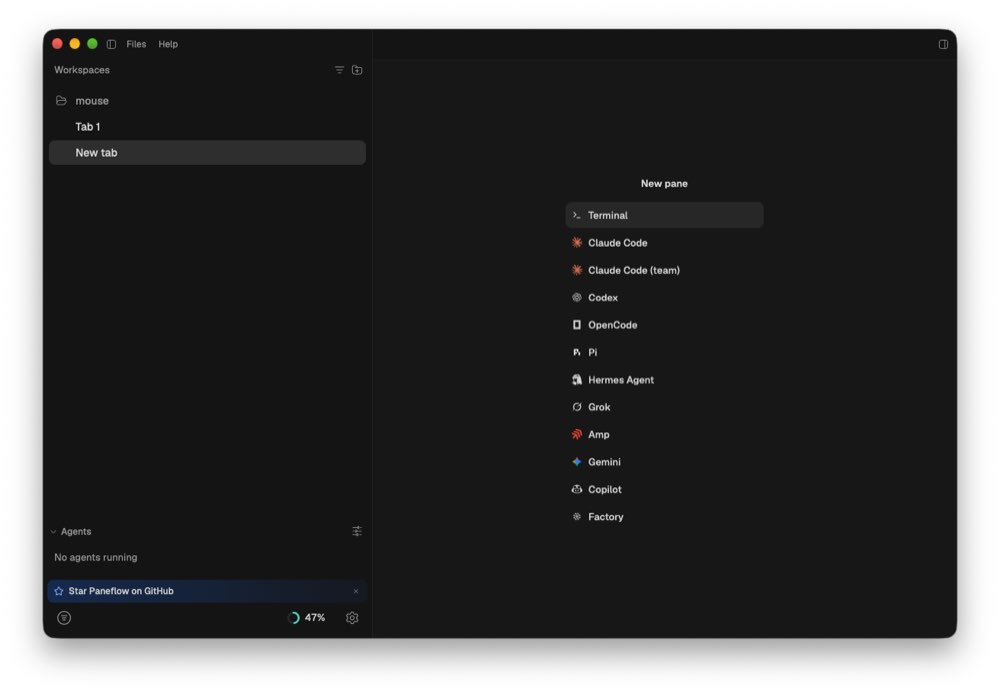 Files Help
Workspaces
mouse
Tab 1
New tab
New pane
Terminal
Claude Code
Claude Code (team)
Codex
OpenCode
Pi
Hermes Agent
Grok
Amp
Gemini
Copilot
Factory
Agents
No agents running
Star Paneflow on GitHub
47%